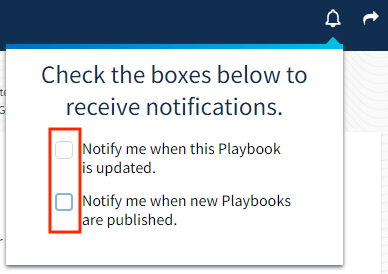 Check the boxes below to
receive notifications.
Notify me when this Playbook
is updated.
Notify me when new Playbooks
are published.